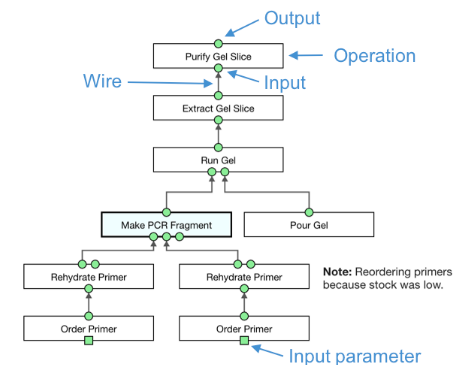 Output
Purify Gel Slice
Operation
Wire
Input
Extract Gel Slice
Run Gel
Make PCR Fragment
Pour Gel
Rehydrate Primer
Rehydrate Primer
Note: Reordering primers
because stock was low.
Order Primer
Order Primer
Input parameter